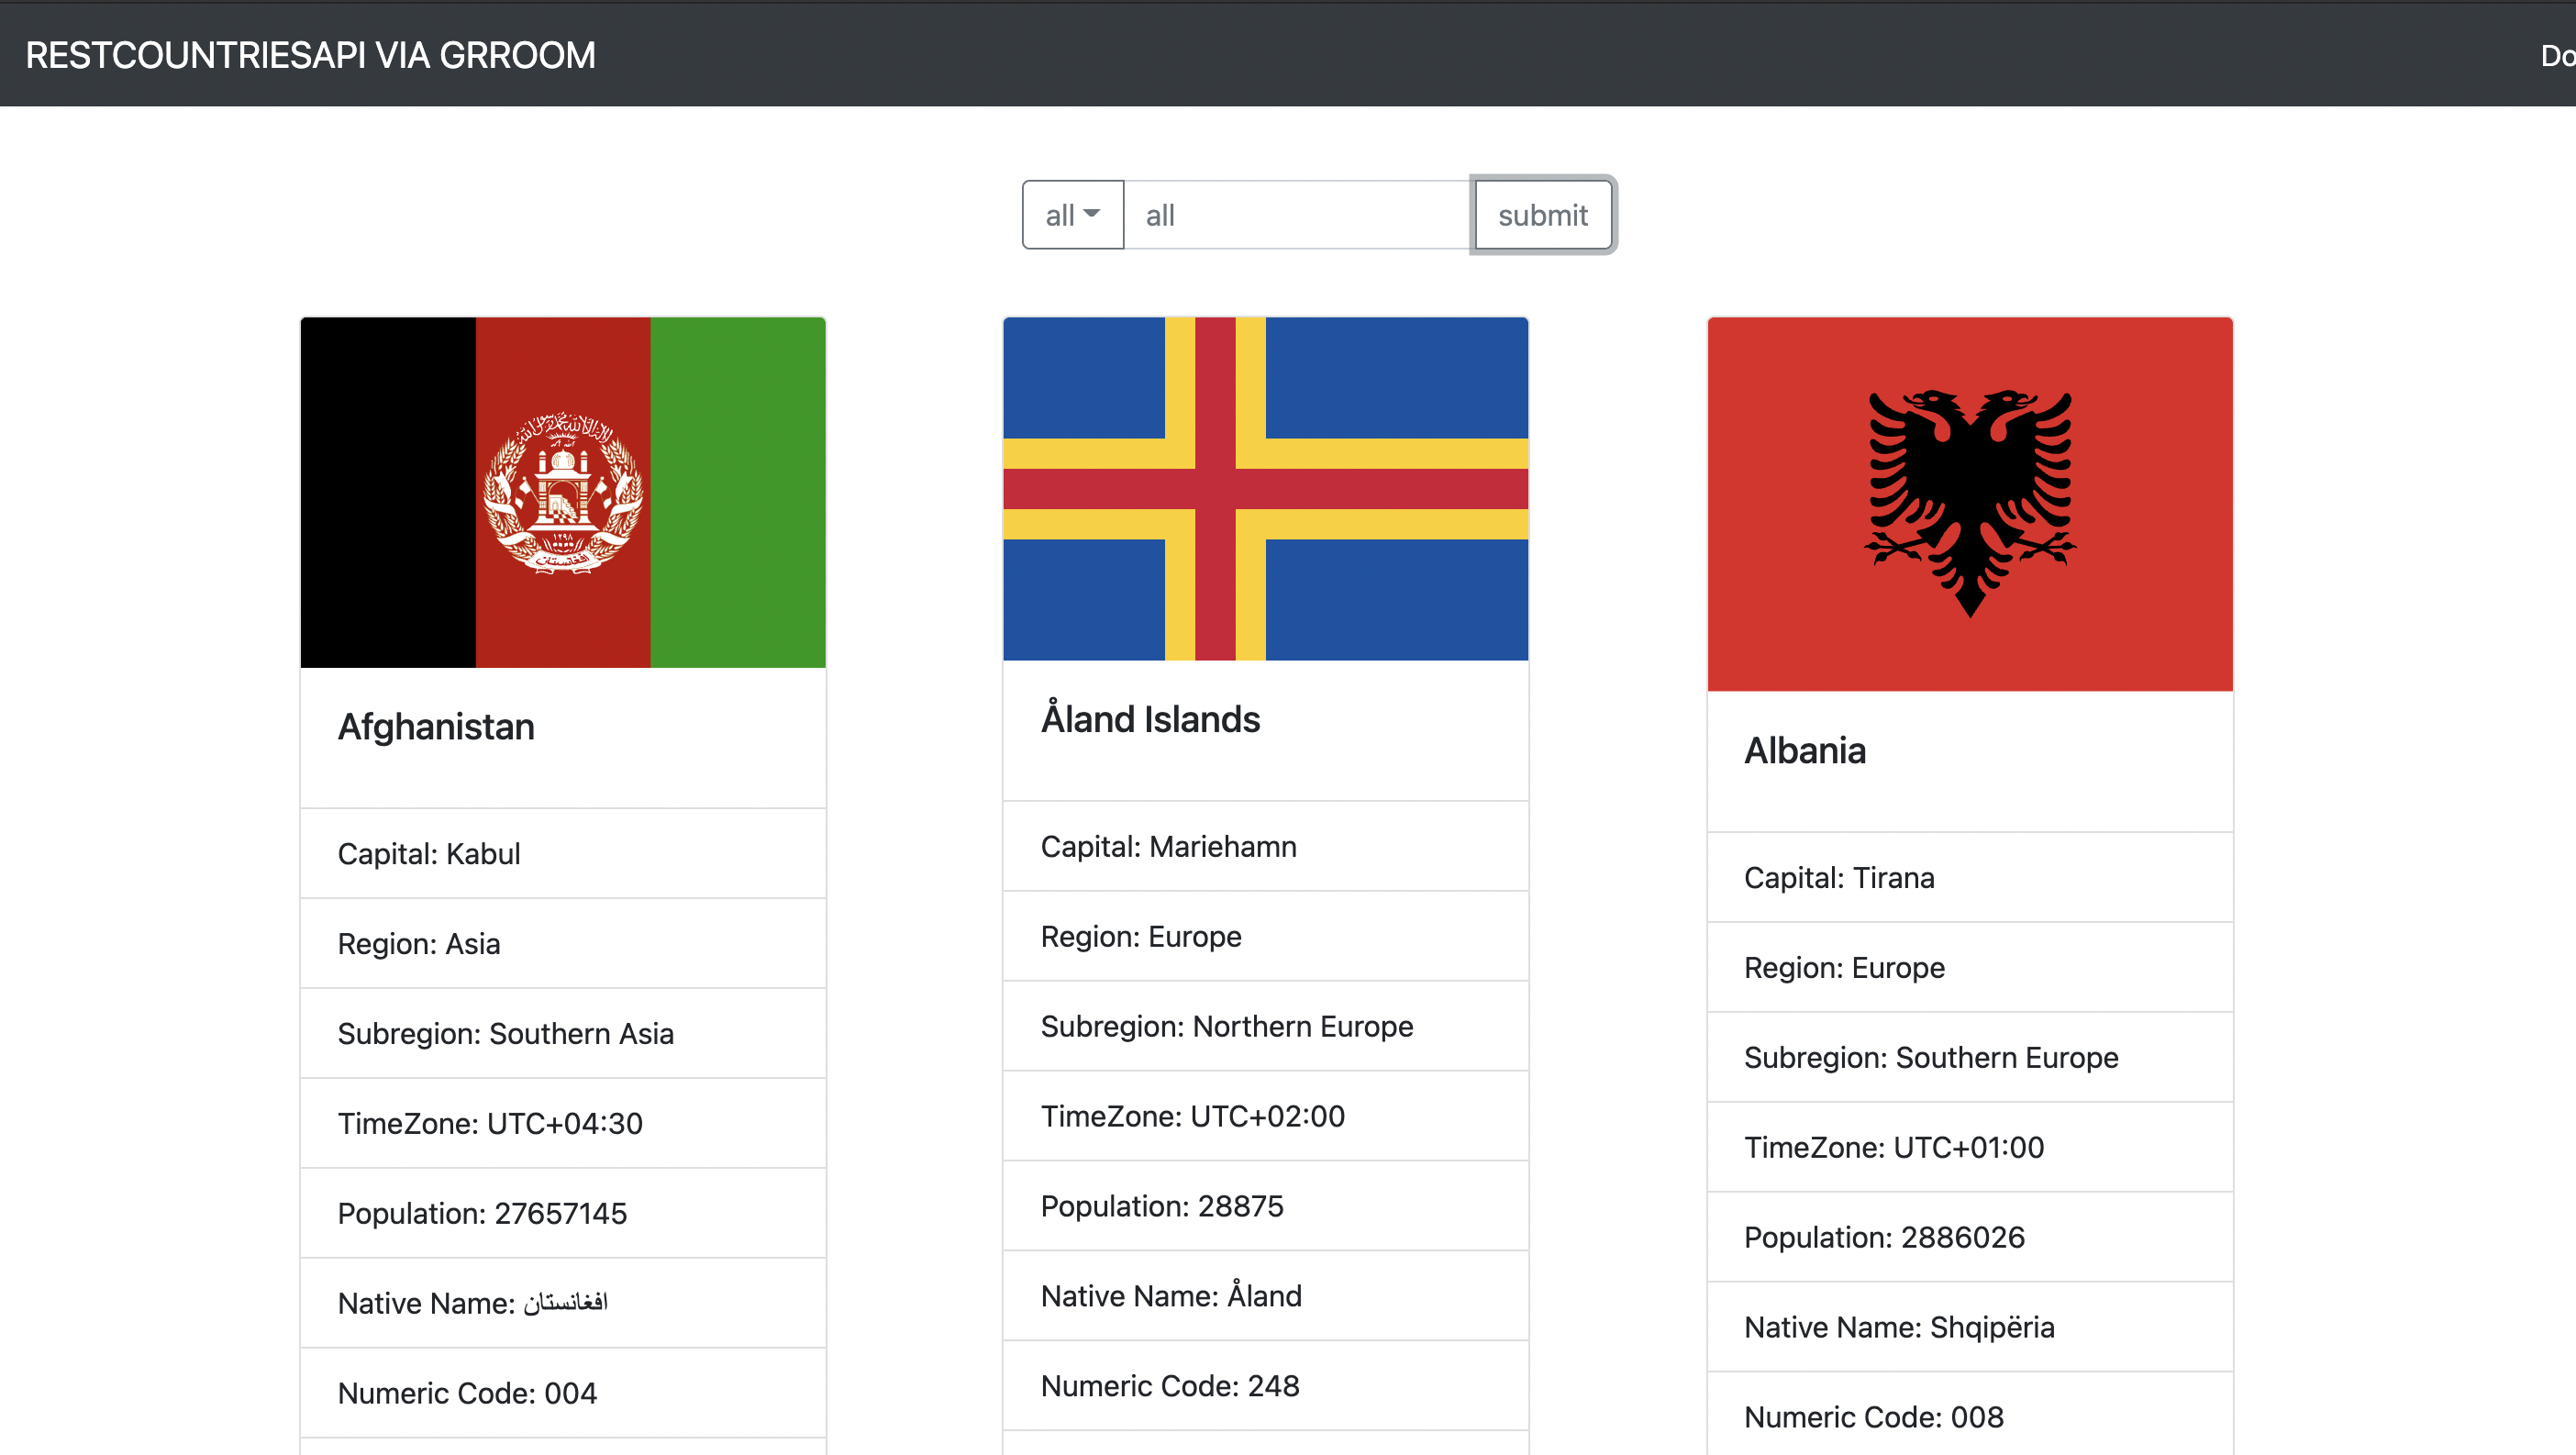 RESTCOUNTRIESAPI VIA GRROOM
Do
all
all
submit
Afghanistan
Capital: Kabul
Region: Asia
Subregion: Southern Asia
TimeZone: UTC+04:30
Population: 27657145
Native Name: افغانستان
Numeric Code: 004
Åland Islands
Capital: Mariehamn
Region: Europe
Subregion: Northern Europe
TimeZone: UTC+02:00
Population: 28875
Native Name: Åland
Numeric Code: 248
Albania
Capital: Tirana
Region: Europe
Subregion: Southern Europe
TimeZone: UTC+01:00
Population: 2886026
Native Name: Shqipëria
Numeric Code: 008